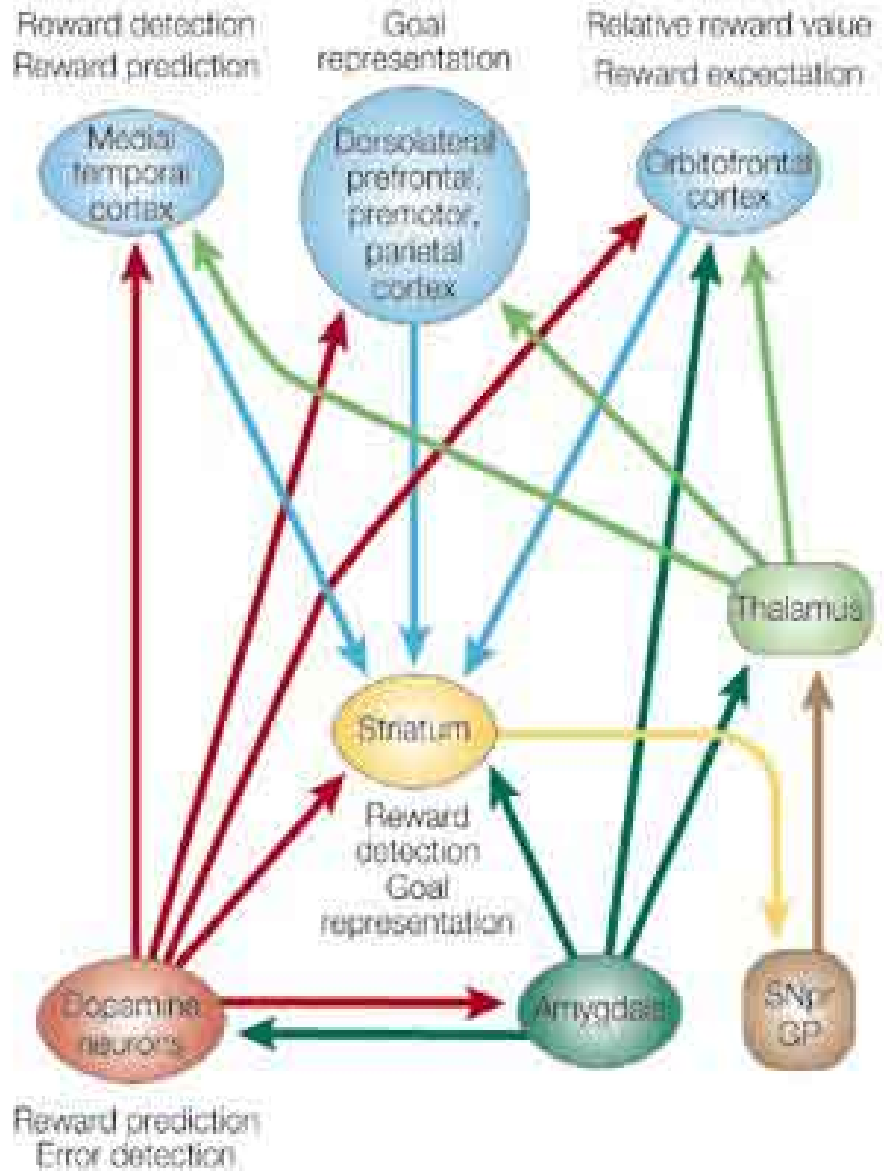 Reward detection
Reward prediction
Goal
representation
Relative reward value
Reward expectation
Medial
temporal
cortex
Dorsolateral
prefrontal,
premotor,
parietal
cortex
Orbitofrontal
cortex
Thalamus
Striatum
Reward
detection
Goal
representation
Dopamine
neurons
Amygdala
SNpr
GP
Reward prediction
Error detection